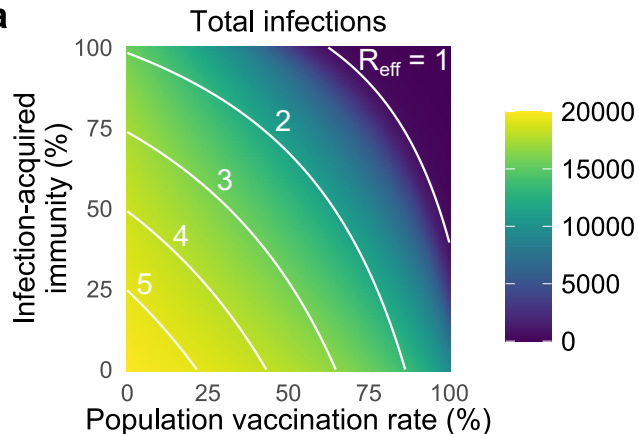 a
Total infections
100
75
50
25
0
Infection-acquired
immunity (%)
R_eff = 1
2
3
4
5
0 25 50 75 100
Population vaccination rate (%)
20000
15000
10000
5000
0